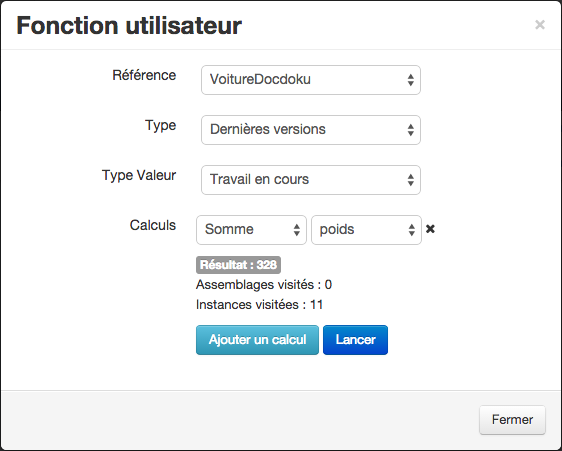 Fonction utilisateur ×
Référence VoitureDocdoku
Type Dernières versions
Type Valeur Travail en cours
Calculs Somme poids
Résultat : 328
Assemblages visités : 0
Instances visitées : 11
Ajouter un calcul Lancer
Fermer